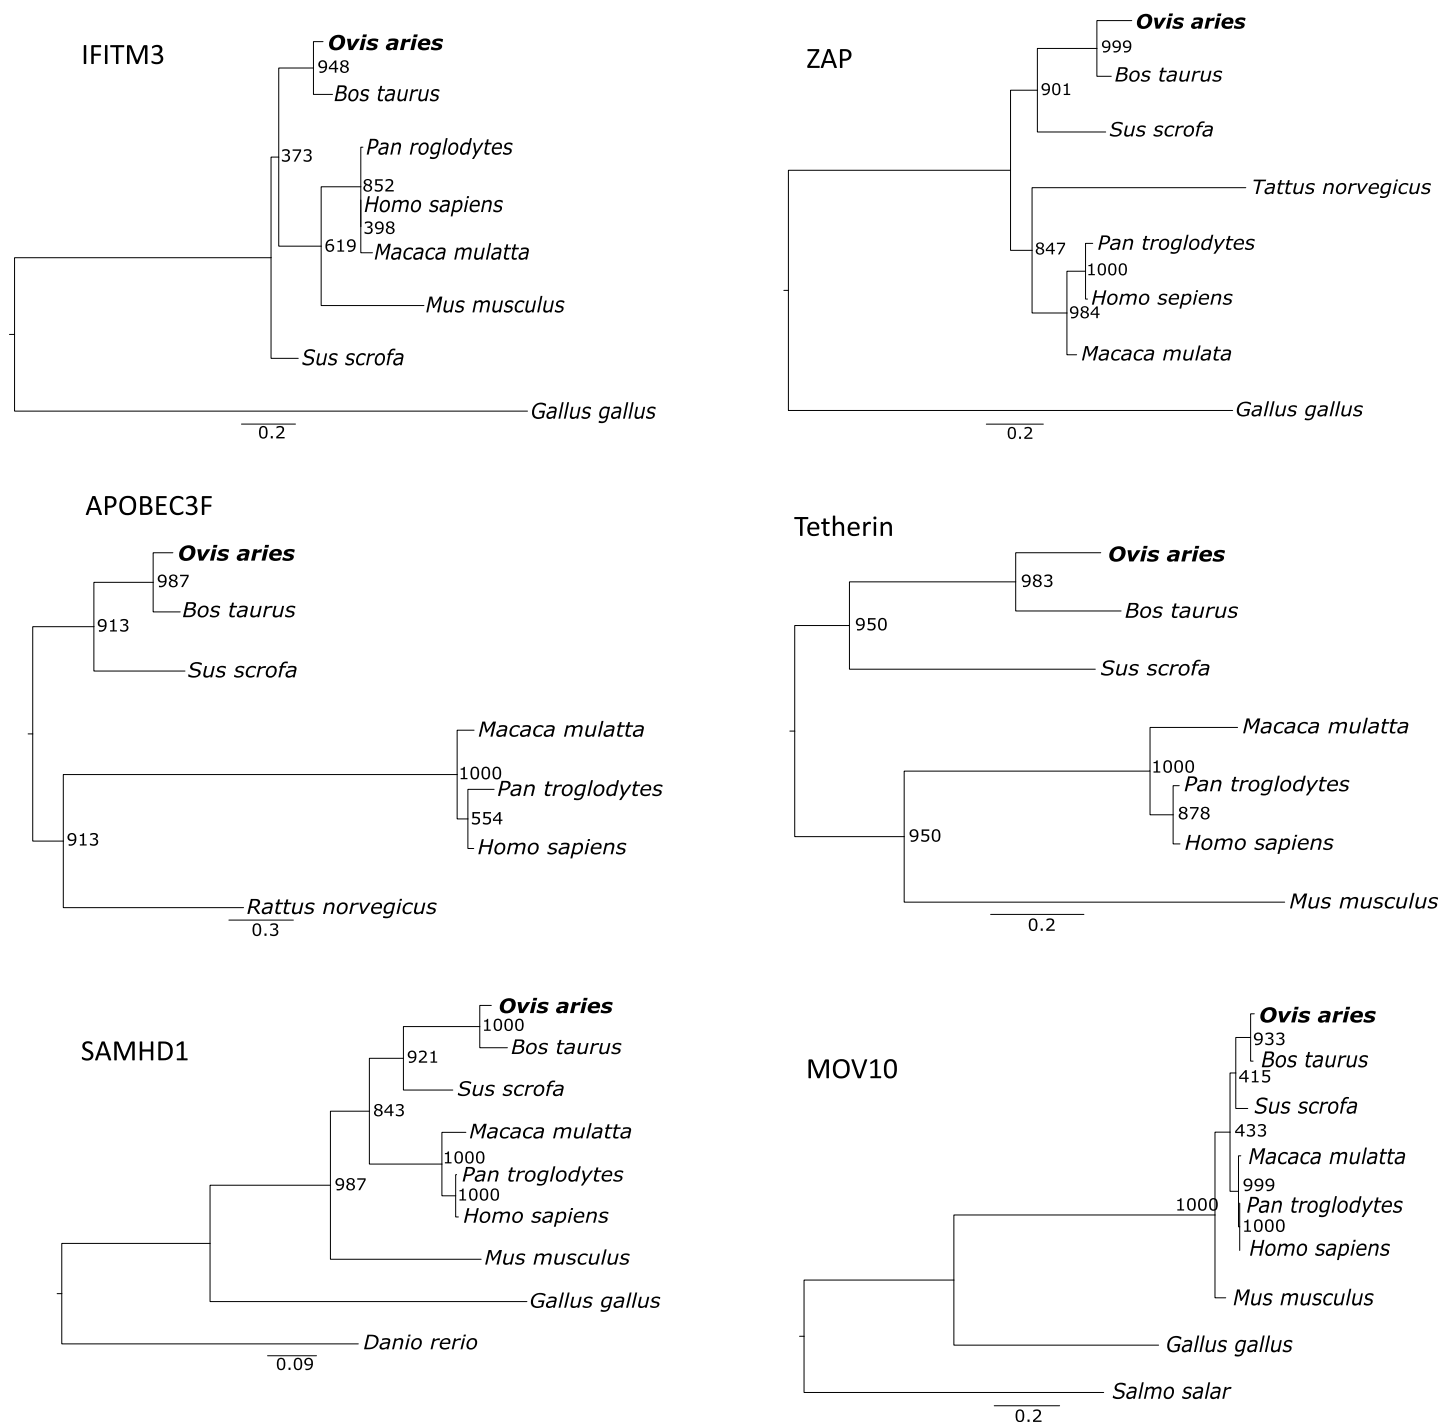 IFITM3
Ovis aries
948
Bos taurus
373
Pan roglodytes
852
Homo sapiens
398
619
Macaca mulatta
Mus musculus
Sus scrofa
Gallus gallus
0.2
ZAP
Ovis aries
999
Bos taurus
901
Sus scrofa
Tattus norvegicus
Pan troglodytes
847
1000
Homo sepiens
984
Macaca mulata
Gallus gallus
0.2
APOBEC3F
Ovis aries
987
Bos taurus
913
Sus scrofa
Macaca mulatta
1000
Pan troglodytes
554
913
Homo sapiens
Rattus norvegicus
0.3
Tetherin
Ovis aries
983
Bos taurus
950
Sus scrofa
Macaca mulatta
1000
Pan troglodytes
878
950
Homo sapiens
Mus musculus
0.2
SAMHD1
Ovis aries
1000
Bos taurus
921
Sus scrofa
843
Macaca mulatta
1000
Pan troglodytes
987
1000
Homo sapiens
Mus musculus
Gallus gallus
Danio rerio
0.09
MOV10
Ovis aries
933
Bos taurus
415
Sus scrofa
433
Macaca mulatta
999
1000
Pan troglodytes
1000
Homo sapiens
Mus musculus
Gallus gallus
Salmo salar
0.2